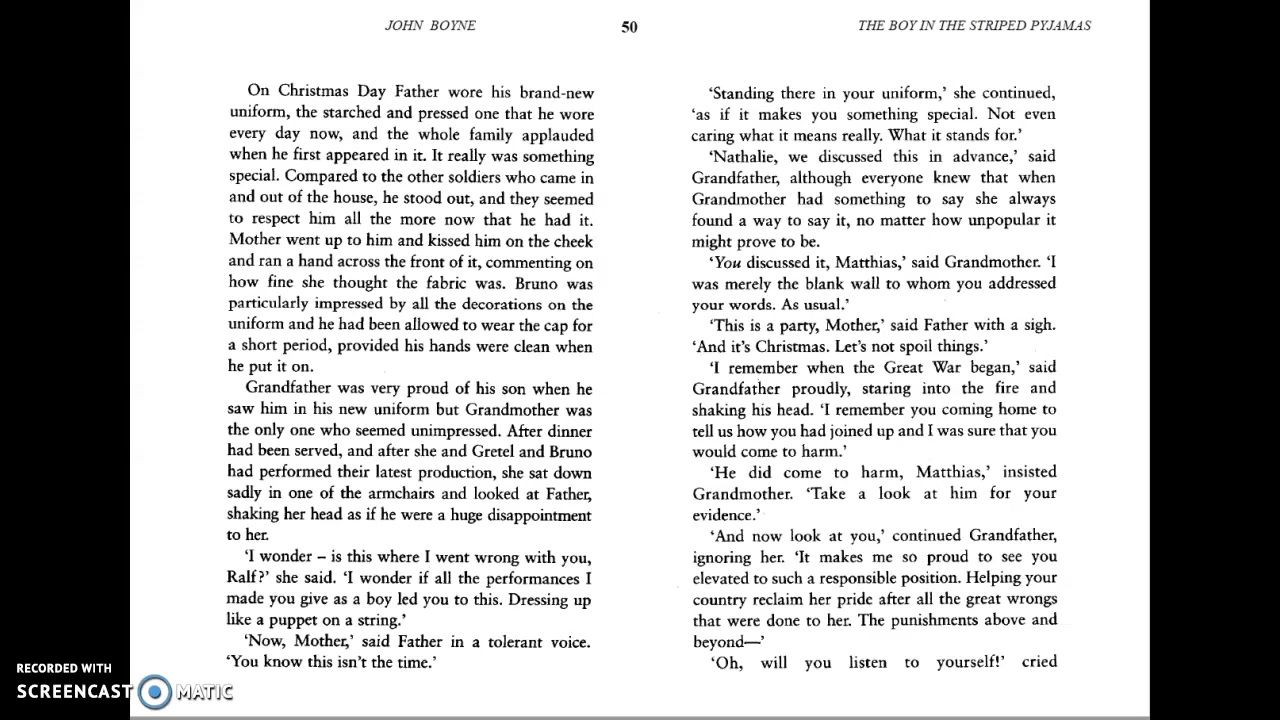 JOHN BOYNE
50
THE BOY IN THE STRIPED PYJAMAS
On Christmas Day Father wore his brand-new
uniform, the starched and pressed one that he wore
every day now, and the whole family applauded
when he first appeared in it. It really was something
special. Compared to the other soldiers who came in
and out of the house, he stood out, and they seemed
to respect him all the more now that he had it.
Mother went up to him and kissed him on the cheek
and ran a hand across the front of it, commenting on
how fine she thought the fabric was. Bruno was
particularly impressed by all the decorations on the
uniform and he had been allowed to wear the cap for
a short period, provided his hands were clean when
he put it on.
Grandfather was very proud of his son when he
saw him in his new uniform but Grandmother was
the only one who seemed unimpressed. After dinner
had been served, and after she and Gretel and Bruno
had performed their latest production, she sat down
sadly in one of the armchairs and looked at Father,
shaking her head as if he were a huge disappointment
to her.
‘I wonder – is this where I went wrong with you,
Ralf?’ she said. ‘I wonder if all the performances I
made you give as a boy led you to this. Dressing up
like a puppet on a string.’
‘Now, Mother,’ said Father in a tolerant voice.
‘You know this isn’t the time.’
‘Standing there in your uniform,’ she continued,
‘as if it makes you something special. Not even
caring what it means really. What it stands for.’
‘Nathalie, we discussed this in advance,’ said
Grandfather, although everyone knew that when
Grandmother had something to say she always
found a way to say it, no matter how unpopular it
might prove to be.
‘You discussed it, Matthias,’ said Grandmother. ‘I
was merely the blank wall to whom you addressed
your words. As usual.’
‘This is a party, Mother,’ said Father with a sigh.
‘And it’s Christmas. Let’s not spoil things.’
‘I remember when the Great War began,’ said
Grandfather proudly, staring into the fire and
shaking his head. ‘I remember you coming home to
tell us how you had joined up and I was sure that you
would come to harm.’
‘He did come to harm, Matthias,’ insisted
Grandmother. ‘Take a look at him for your
evidence.’
‘And now look at you,’ continued Grandfather,
ignoring her. ‘It makes me so proud to see you
elevated to such a responsible position. Helping your
country reclaim her pride after all the great wrongs
that were done to her. The punishments above and
beyond—’
‘Oh, will you listen to yourself!’ cried
RECORDED WITH
SCREENCAST MATIC